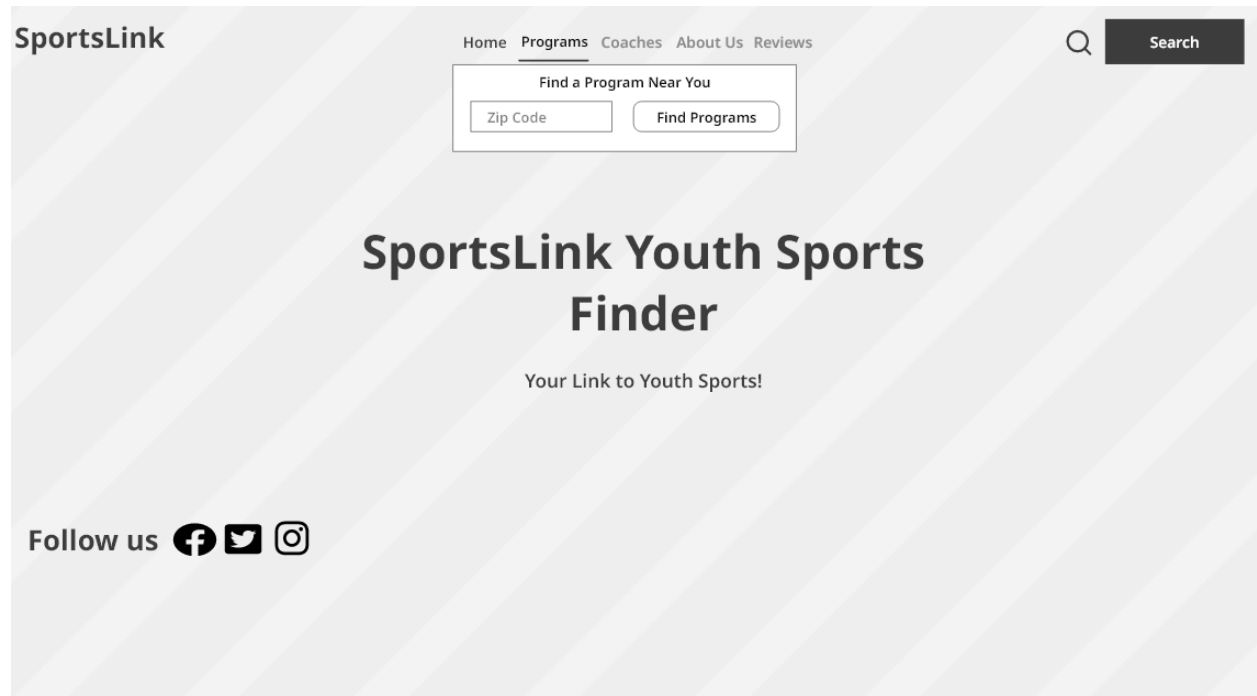 SportsLink
Home Programs Coaches About Us Reviews
Search
Find a Program Near You
Zip Code Find Programs
SportsLink Youth Sports
Finder
Your Link to Youth Sports!
Follow us